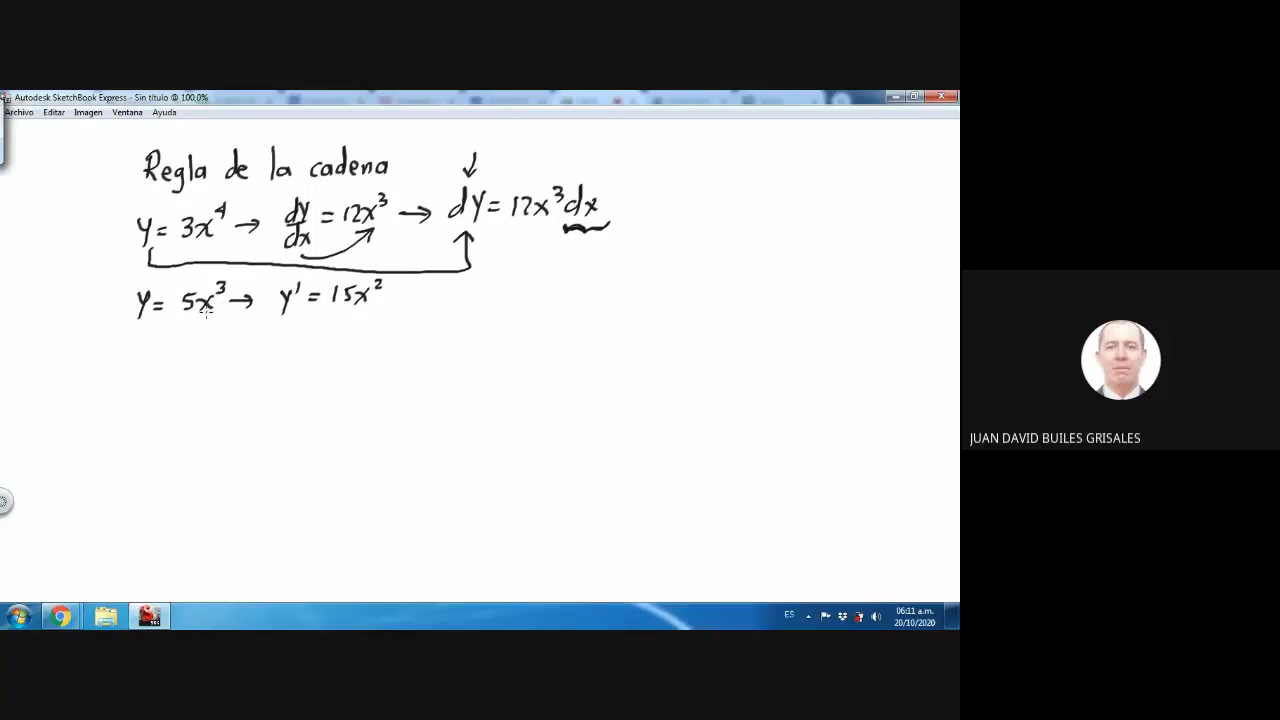 Autodesk SketchBook Express - Sin título @ 100,0%
Archivo Editar Imagen Ventana Ayuda
Regla de la cadena
y = 3x⁴ → dy/dx = 12x³ → dy = 12x³dx
y = 5x³ → y' = 15x²
JUAN DAVID BUILES GRISALES
ES
06:11 a.m.
20/10/2020